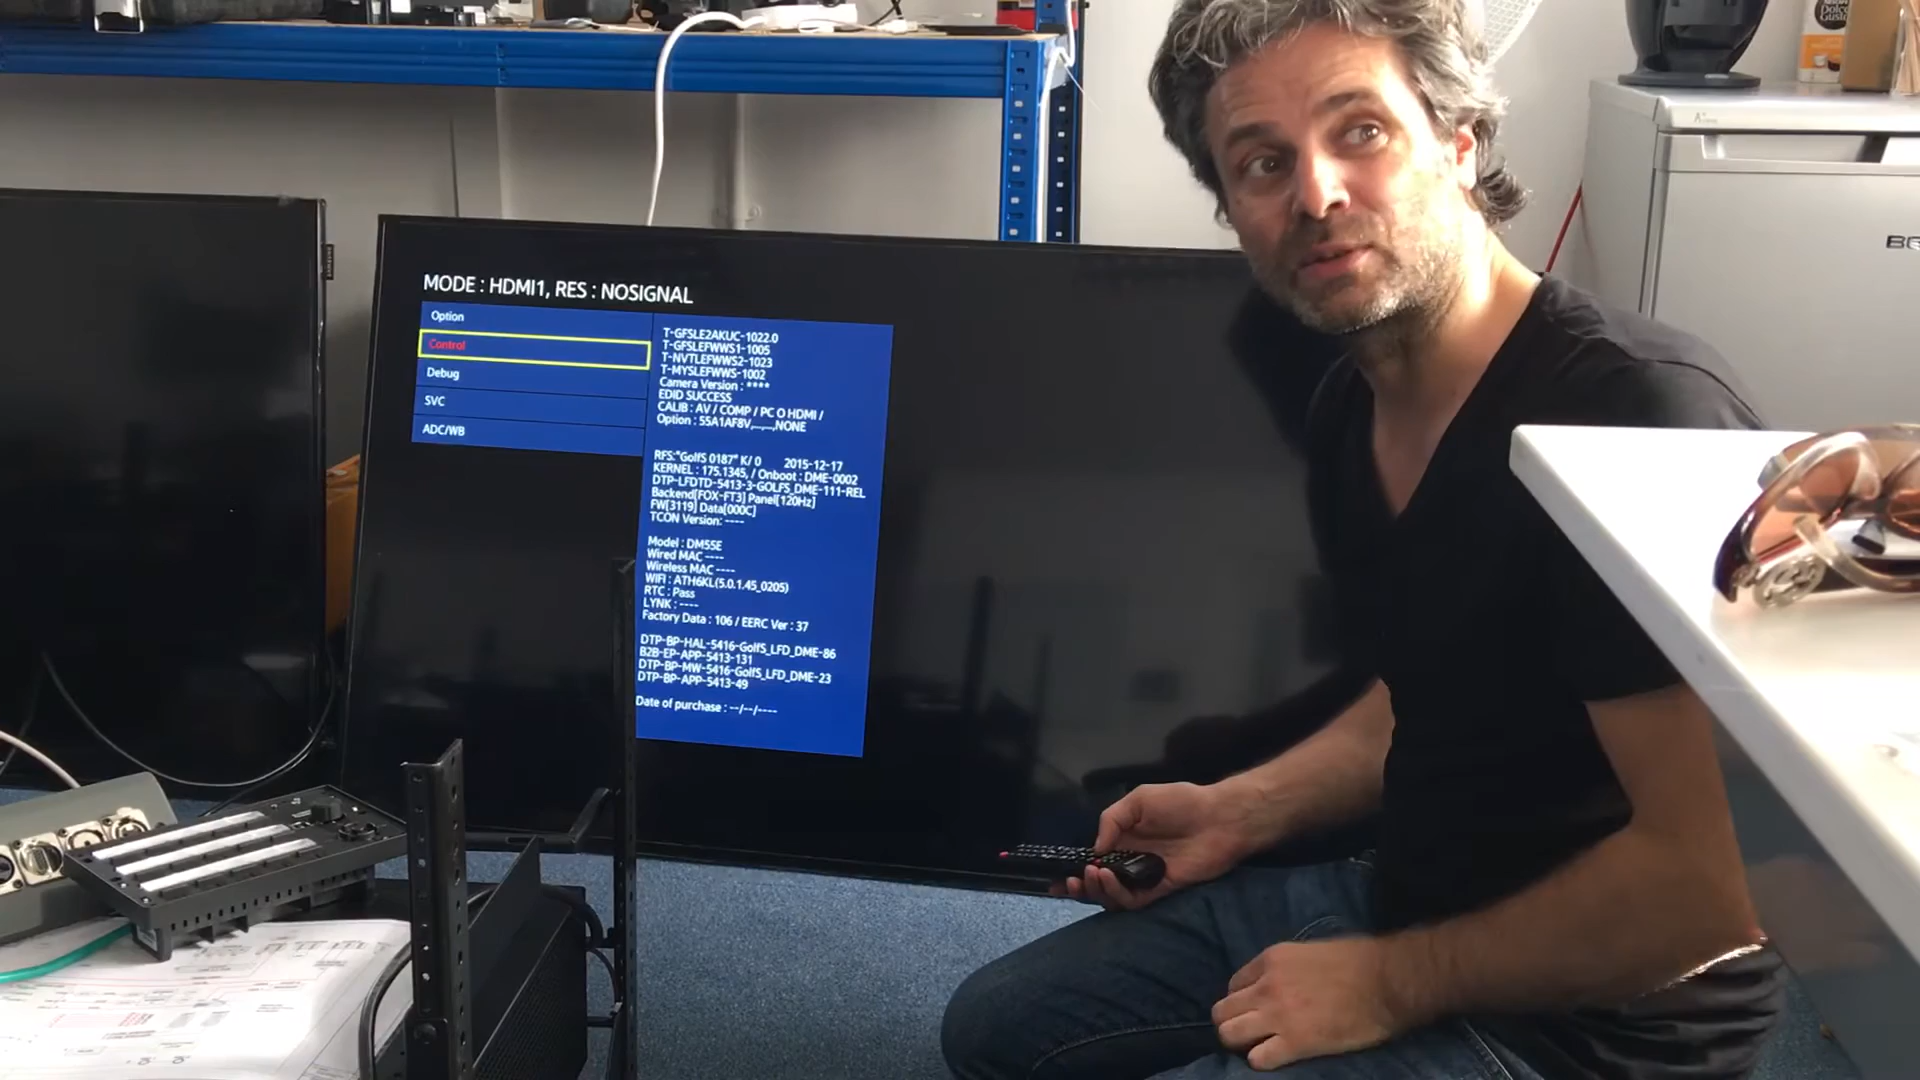 MODE : HDMI1, RES : NOSIGNAL
Option
Control
Debug
SVC
ADC/WB
T-GFSLE2AKUC-1022.0
T-GFSLEFWWS1-1005
T-NVTLEFWWS2-1023
T-MYSLEFWWS-1002
Camera Version : ****
EDID SUCCESS
CALIB : AV / COMP / PC O HDMI /
Option : 55A1AF8V,...,...,NONE
RFS:"GolfS 0187" K/ 0 2015-12-17
KERNEL : 175.1345, / Onboot : DME-0002
DTP-LFDTD-5413-3-GOLFS_DME-111-REL
Backend[FOX-FT3] Panel[120Hz]
FW[3119] Data[000C]
TCON Version: ----
Model : DM55E
Wired MAC ----
Wireless MAC ----
WIFI : ATH6KL(5.0.1.45_0205)
RTC : Pass
LYNK : ----
Factory Data : 106 / EERC Ver : 37
DTP-BP-HAL-5416-GolfS_LFD_DME-86
B2B-EP-APP-5413-131
DTP-BP-MW-5416-GolfS_LFD_DME-23
DTP-BP-APP-5413-49
Date of purchase : --/--/----
SAMSUNG
Dolce
Gusto